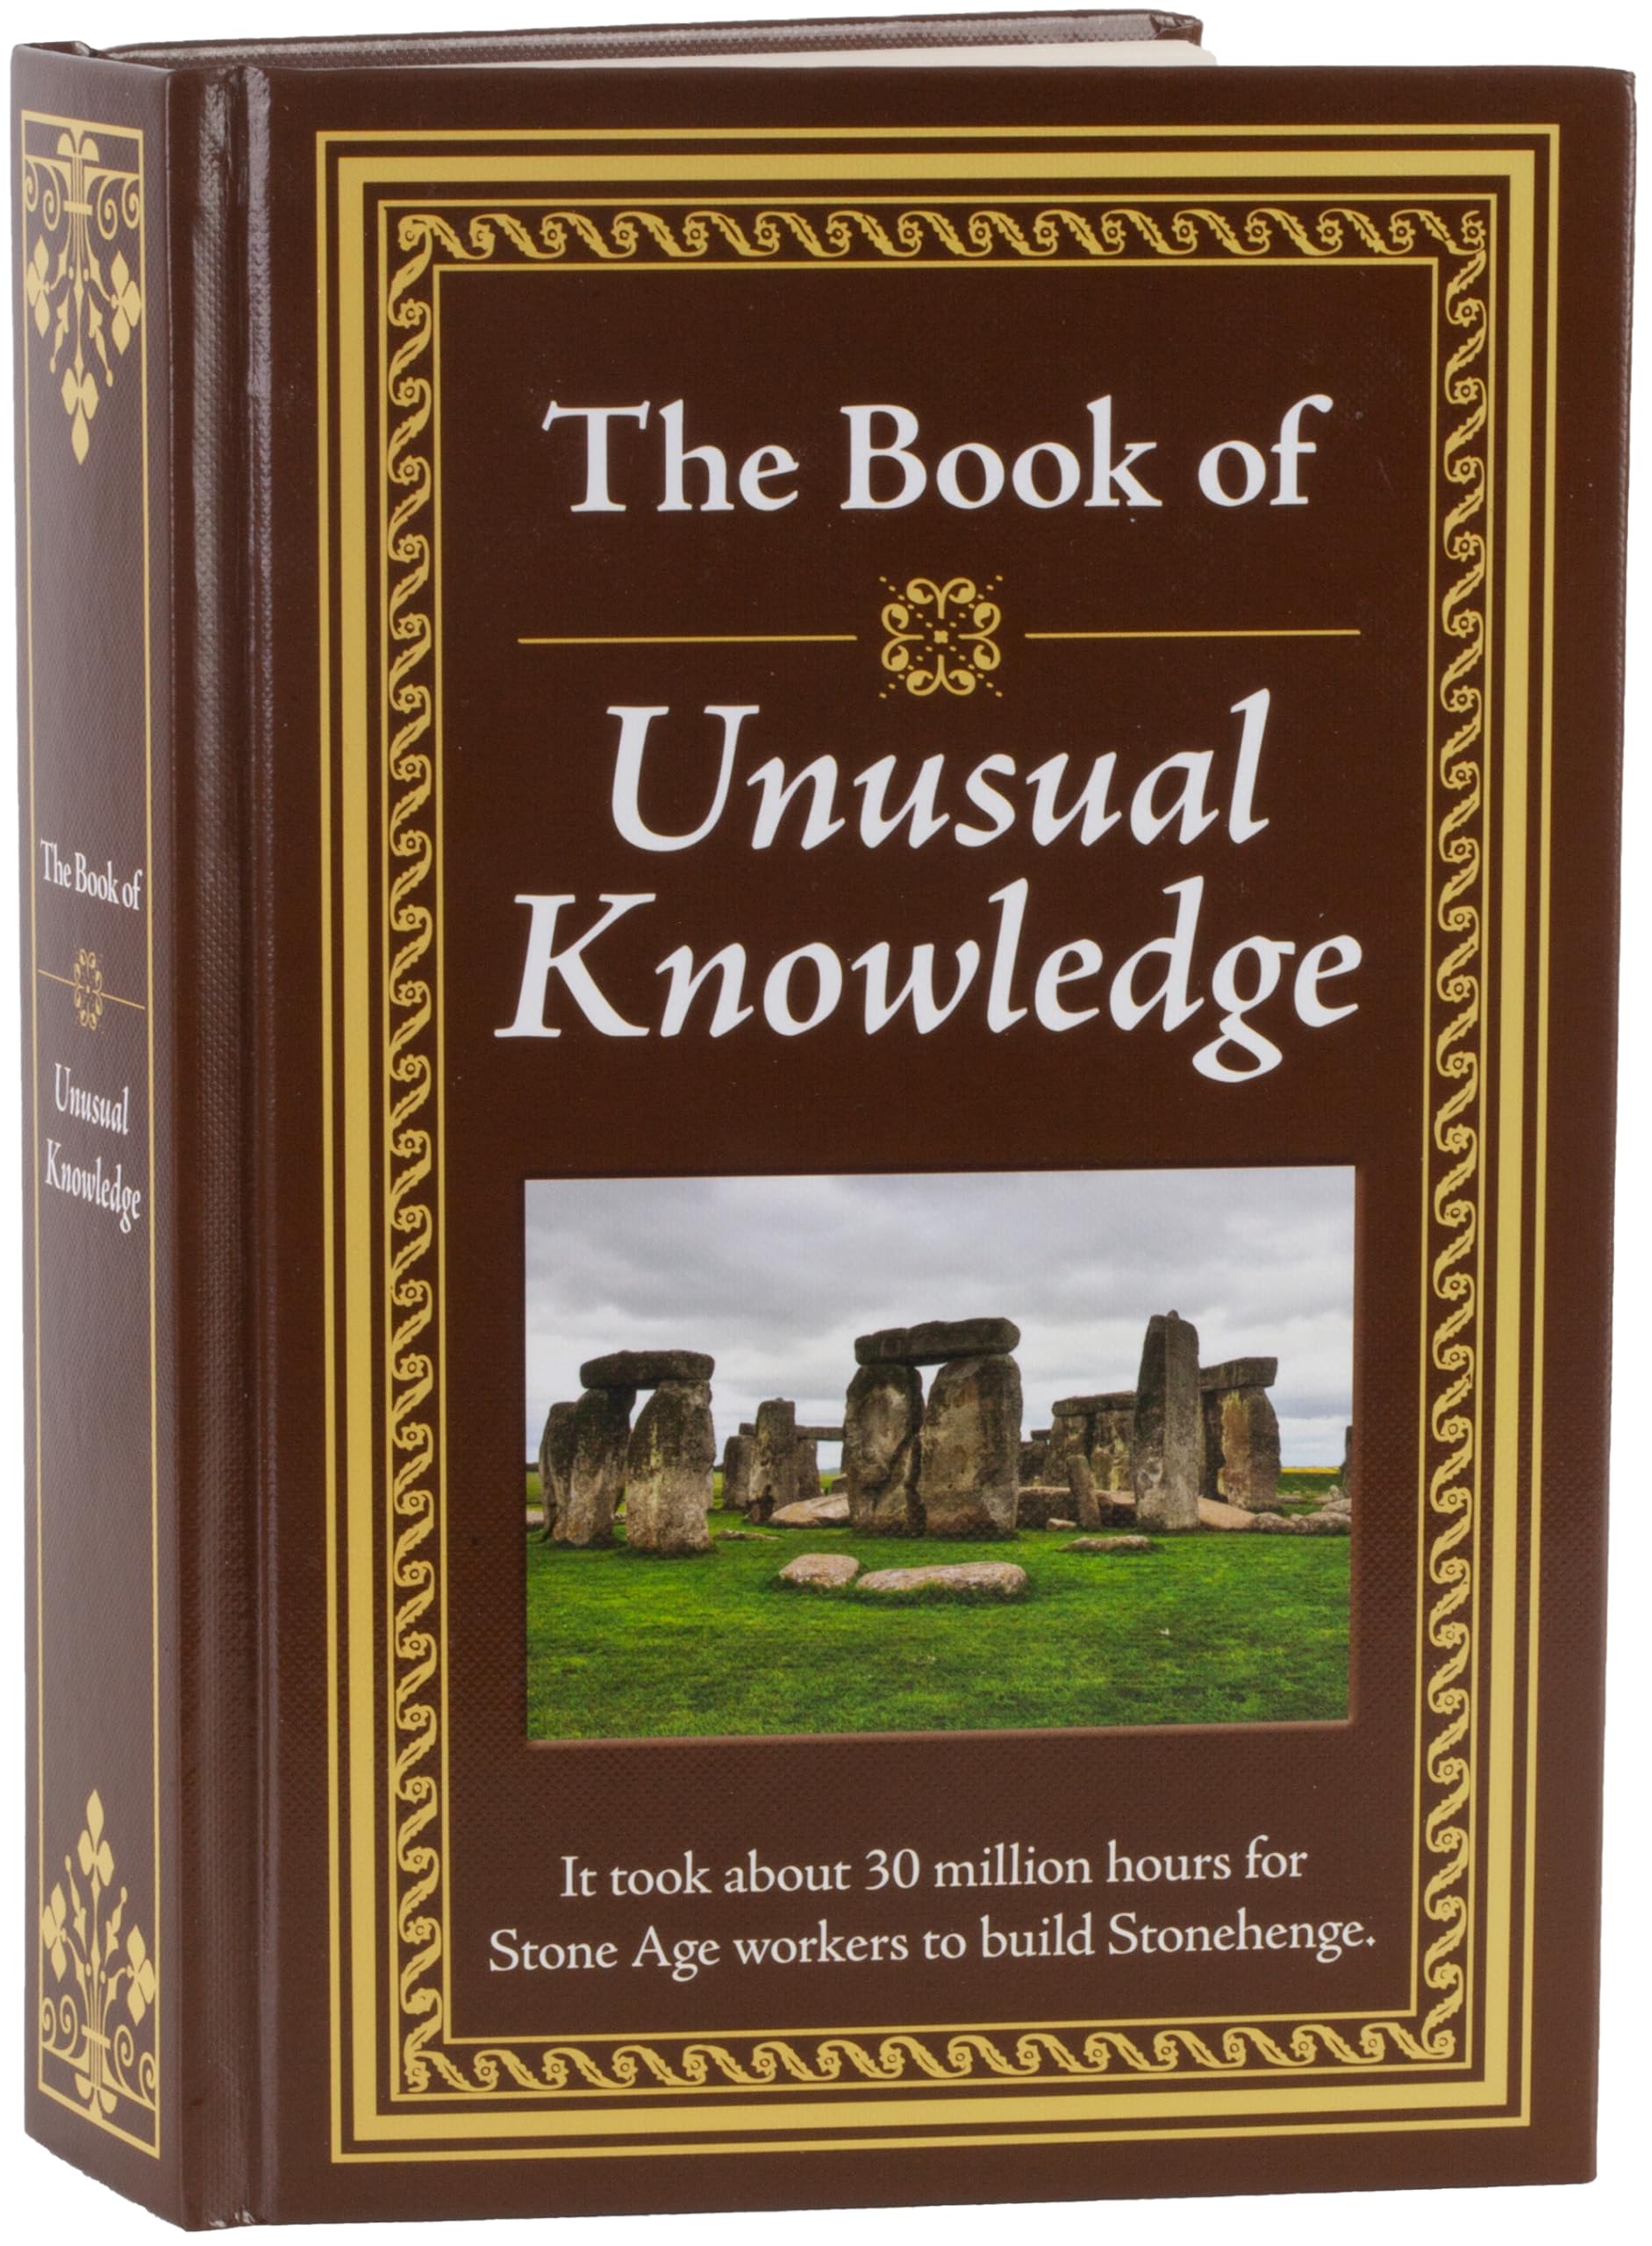 The Book of
Unusual
Knowledge
It took about 30 million hours for
Stone Age workers to build Stonehenge.
The Book of
Unusual
Knowledge